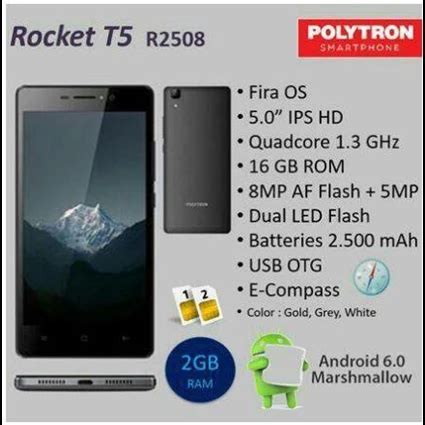 Rocket T5 R2508
POLYTRON
SMARTPHONE
• Fira OS
• 5.0” IPS HD
• Quadcore 1.3 GHz
• 16 GB ROM
• 8MP AF Flash + 5MP
• Dual LED Flash
• Batteries 2.500 mAh
• USB OTG
• E-Compass
• Color : Gold, Grey, White
POLYTRON
1 2
2GB
RAM
Android 6.0
Marshmallow